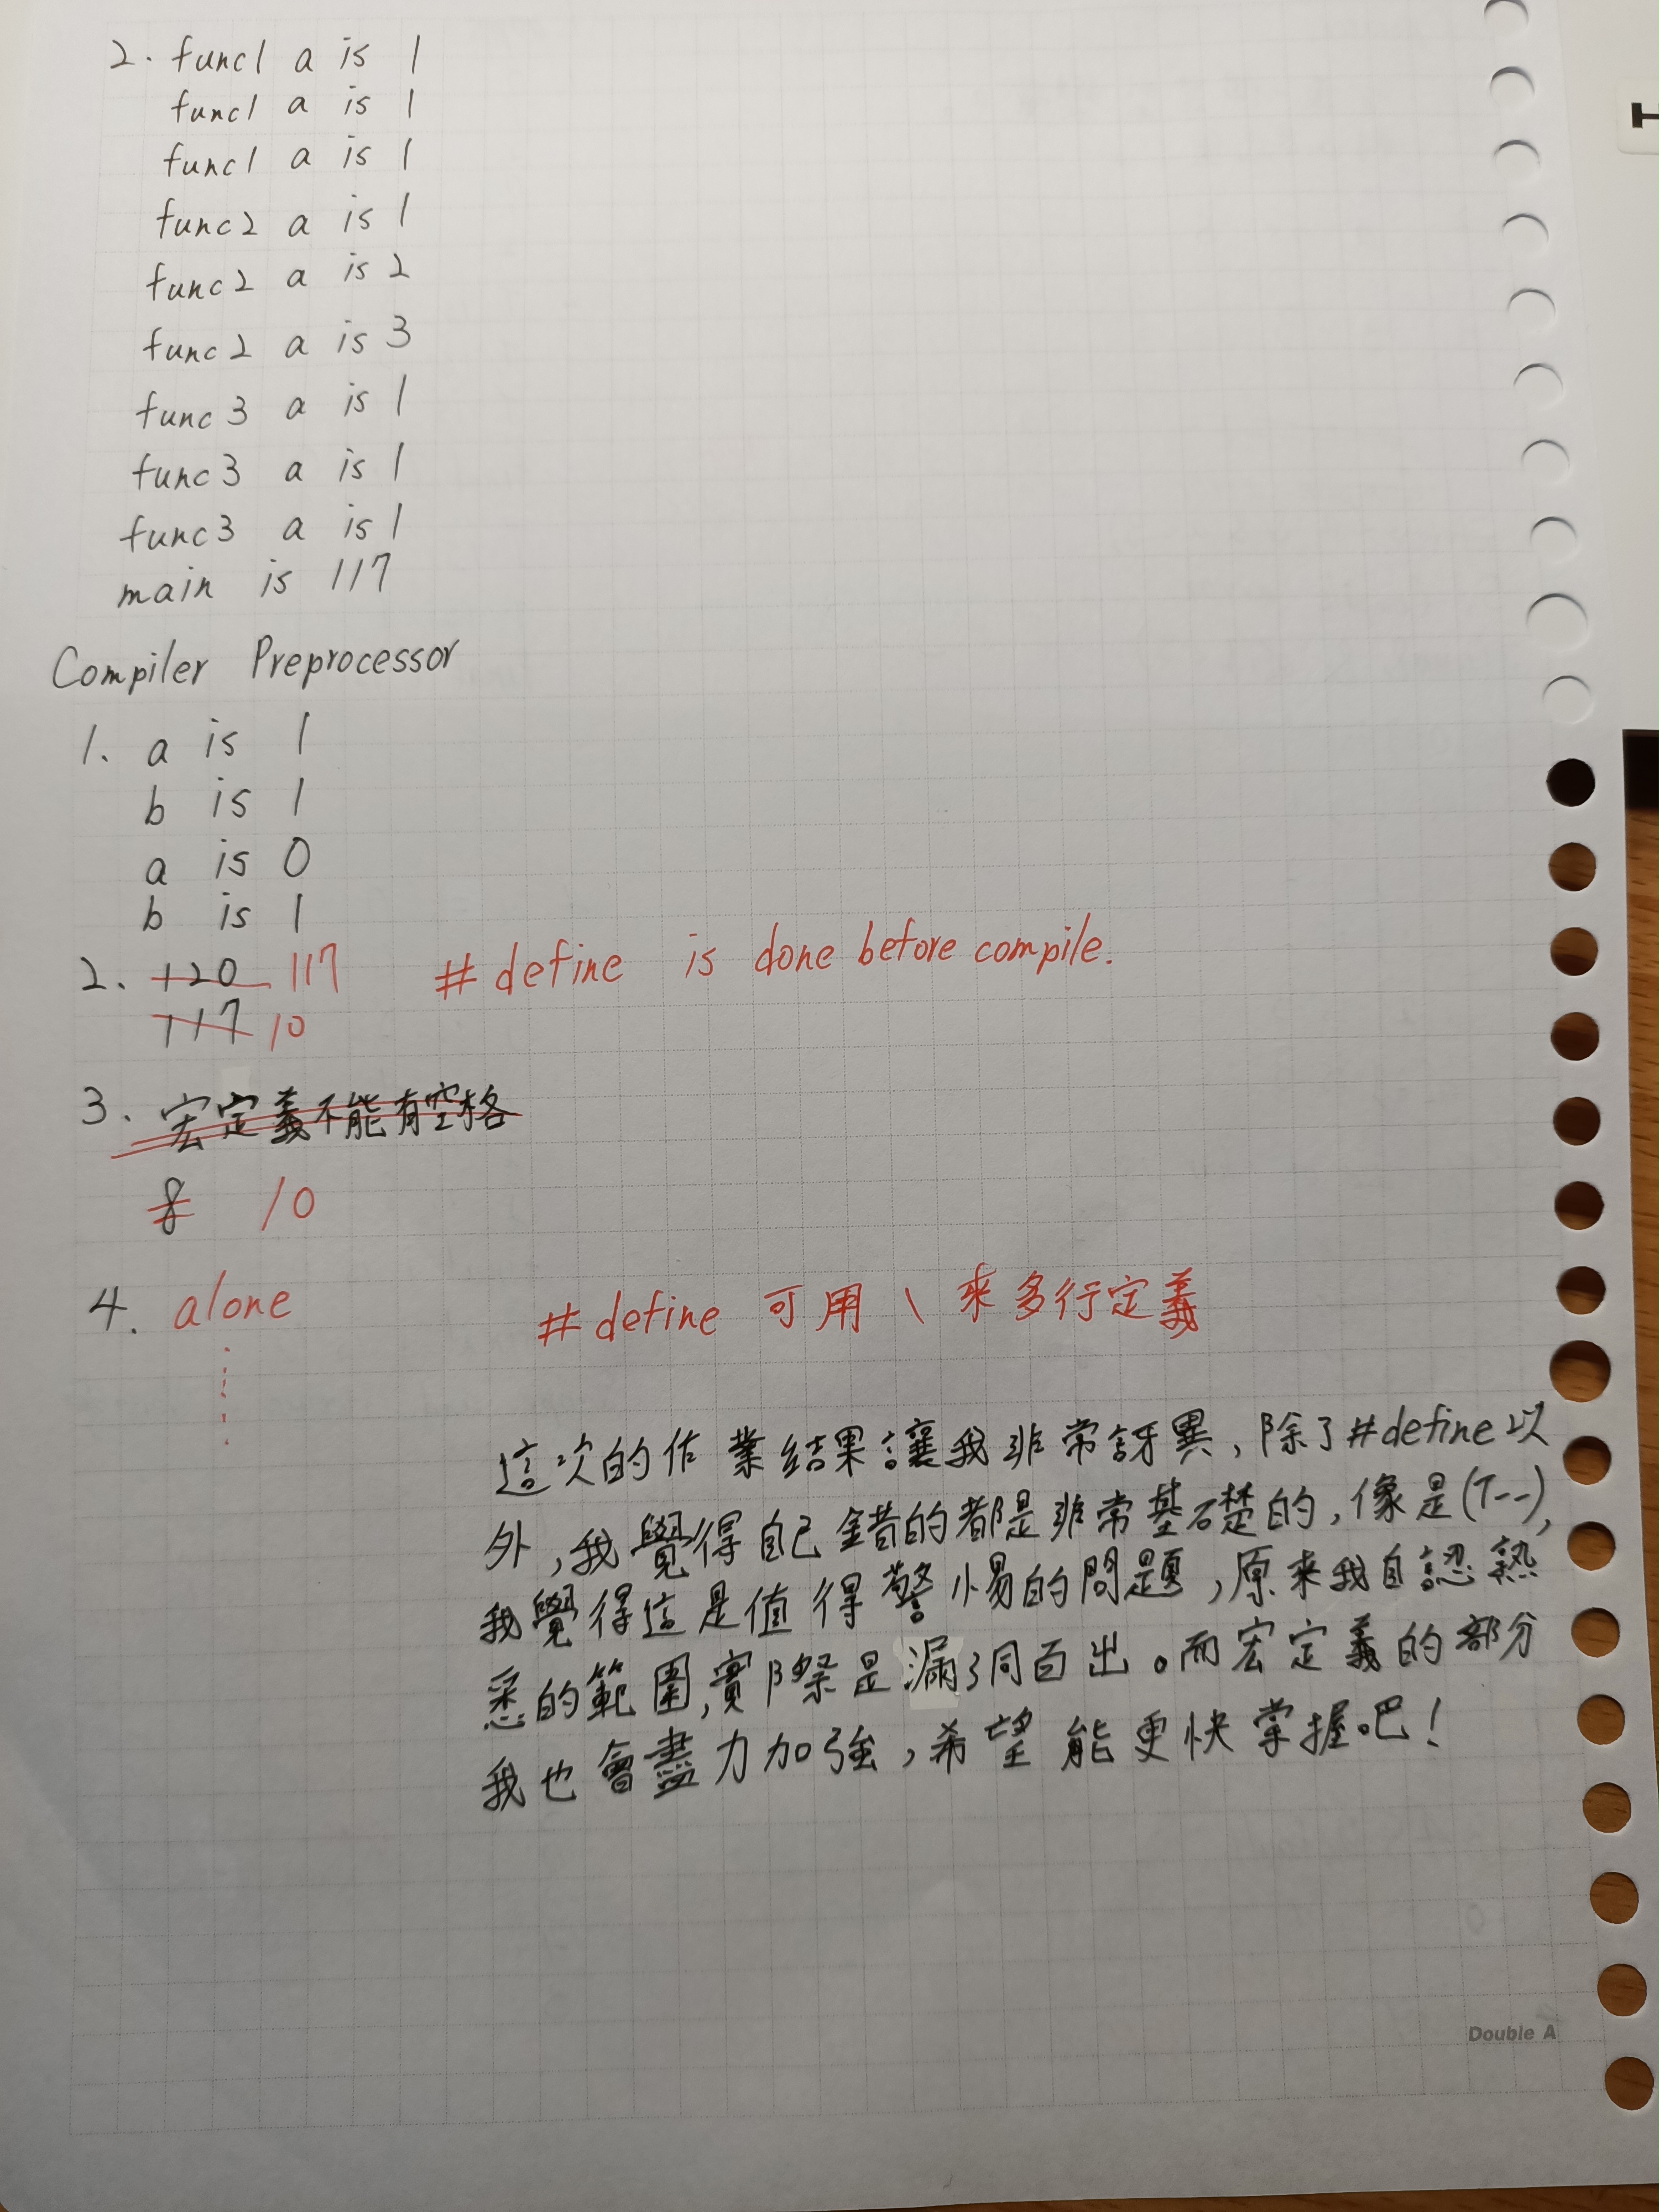 2. func1 a is 1
func1 a is 1
func1 a is 1
func2 a is 1
func2 a is 2
func2 a is 3
func3 a is 1
func3 a is 1
func3 a is 1
main is 117
Compiler Preprocessor
1. a is 1
b is 1
a is 0
b is 1
2. 120 117 #define is done before compile.
117 10
3. 宏定義不能有空格
8 10
4. alone #define 可用 \ 來多行定義
這次的作業結果讓我非常訝異,除了#define以
外,我覺得自己錯的都是非常基礎的,像是(T--),
我覺得這是值得警惕的問題,原來我自認熟
悉的範圍,實際是漏洞百出。而宏定義的部分
我也會盡力加強,希望能更快掌握吧!
Double A